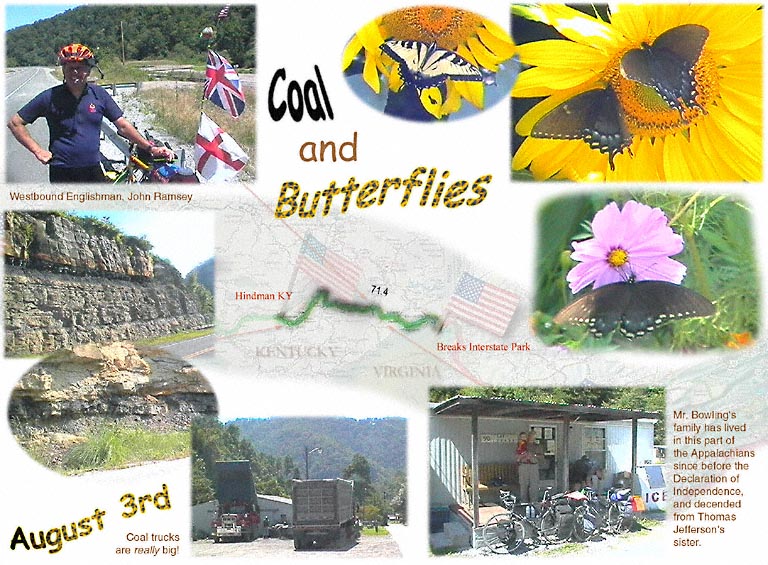 Coal
and
Butterflies
Westbound Englishman, John Ramsey
Hindman KY
71.4
Breaks Interstate Park
KENTUCKY
VIRGINIA
Mr. Bowling's
family has lived
in this part of
the Appalachians
since before the
Declaration of
Independence,
and decended
from Thomas
Jefferson's
sister.
ICE
August 3rd
Coal trucks
are really big!